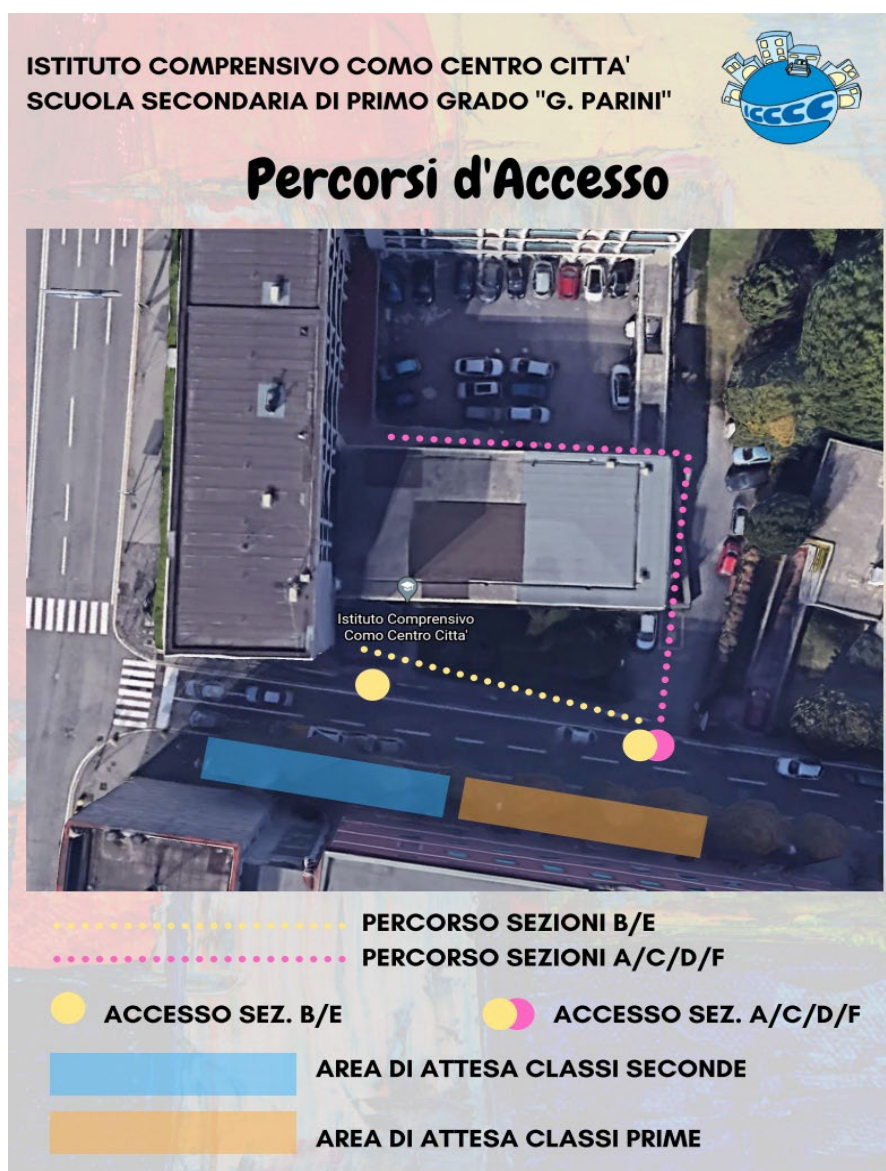 ISTITUTO COMPRENSIVO COMO CENTRO CITTA'
SCUOLA SECONDARIA DI PRIMO GRADO "G. PARINI"
ICCCC
Percorsi d'Accesso
Istituto Comprensivo
Como Centro Citta'
PERCORSO SEZIONI B/E
PERCORSO SEZIONI A/C/D/F
ACCESSO SEZ. B/E
ACCESSO SEZ. A/C/D/F
AREA DI ATTESA CLASSI SECONDE
AREA DI ATTESA CLASSI PRIME